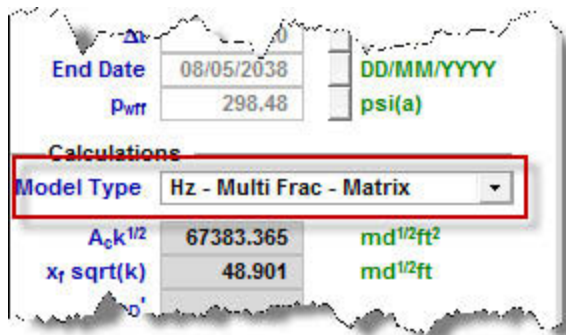 End Date 08/05/2038 DD/MM/YYYY
pwff 298.48 psi(a)
Calculations
Model Type Hz - Multi Frac - Matrix
Ack1/2 67383.365 md1/2ft2
xf sqrt(k) 48.901 md1/2ft